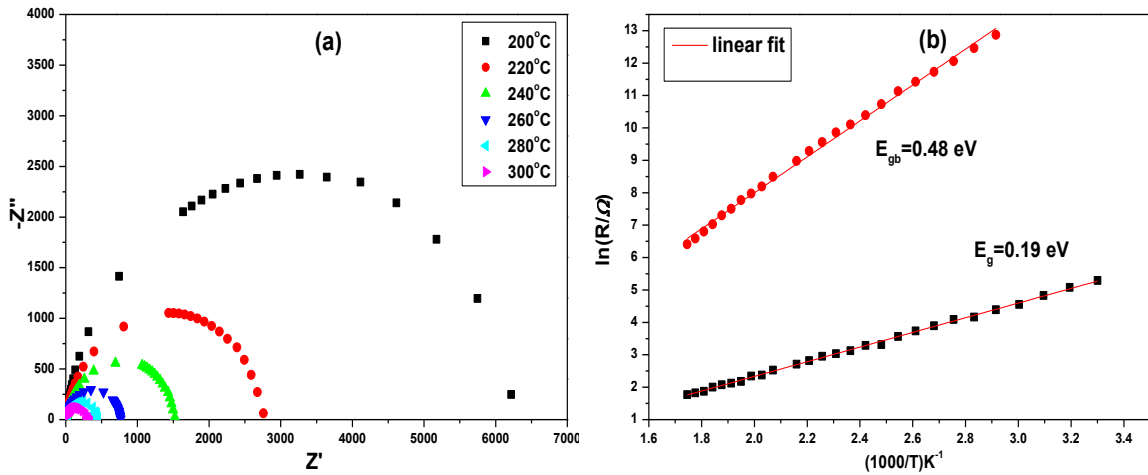 (a)
4000
3500
3000
2500
2000
1500
1000
500
0
-Z"
0 1000 2000 3000 4000 5000 6000 7000
Z'
200°C
220°C
240°C
260°C
280°C
300°C
(b)
linear fit
13
12
11
10
9
8
7
6
5
4
3
2
1
ln(R/Ω)
E_gb=0.48 eV
E_g=0.19 eV
1.6 1.8 2.0 2.2 2.4 2.6 2.8 3.0 3.2 3.4
(1000/T)K⁻¹